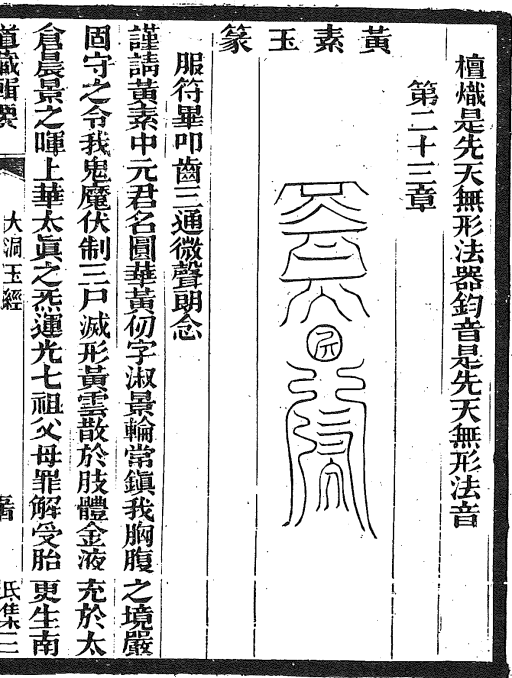 檀熾是先天無形法器鈞音是先天無形法音
第二十三章
黃素玉篆
服符畢叩齒三通微聲朗念
謹請黃素中元君名圓華黃仞字淑景輪常鎮我胸腹之境嚴
固守之令我鬼魔伏制三尸滅形黃雲散於肢體金液充於太
倉晨景之暉上華太眞之炁運光七祖父母罪解受胎更生南
道藏輯要
大洞玉經
氐集三